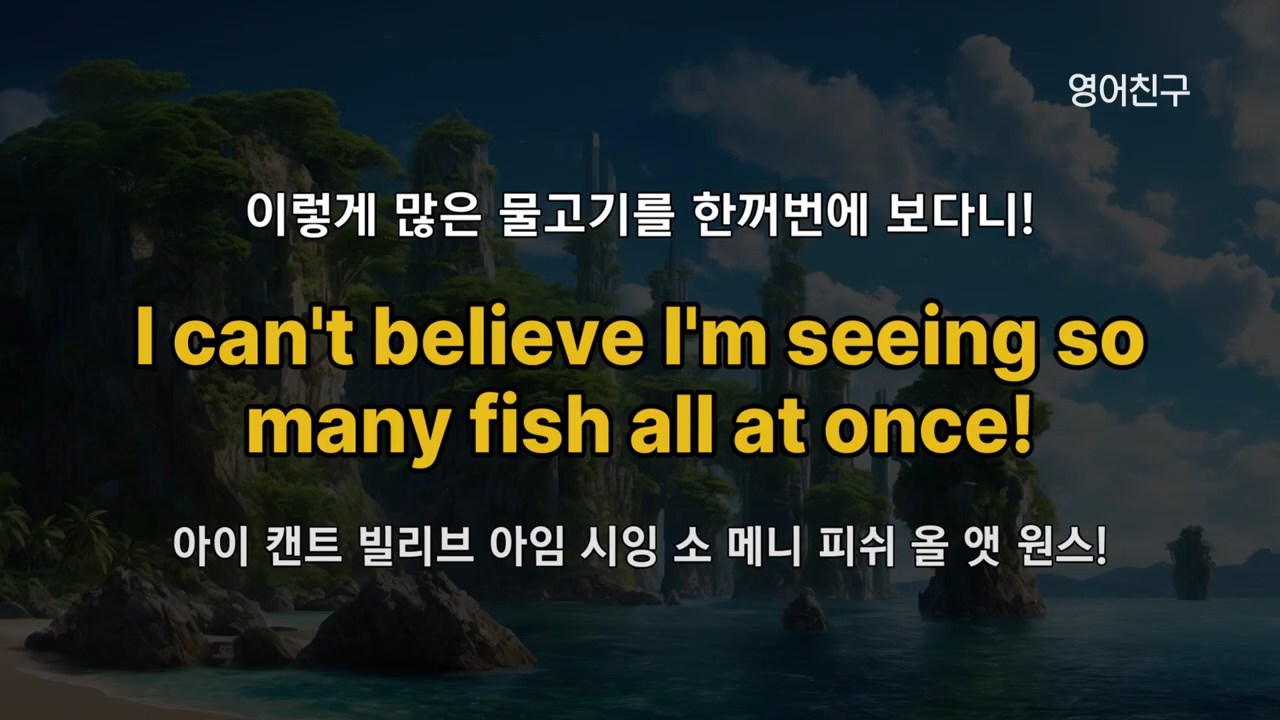 영어친구
이렇게 많은 물고기를 한꺼번에 보다니!
I can't believe I'm seeing so
many fish all at once!
아이 캔트 빌리브 아임 시잉 소 메니 피쉬 올 앳 원스!